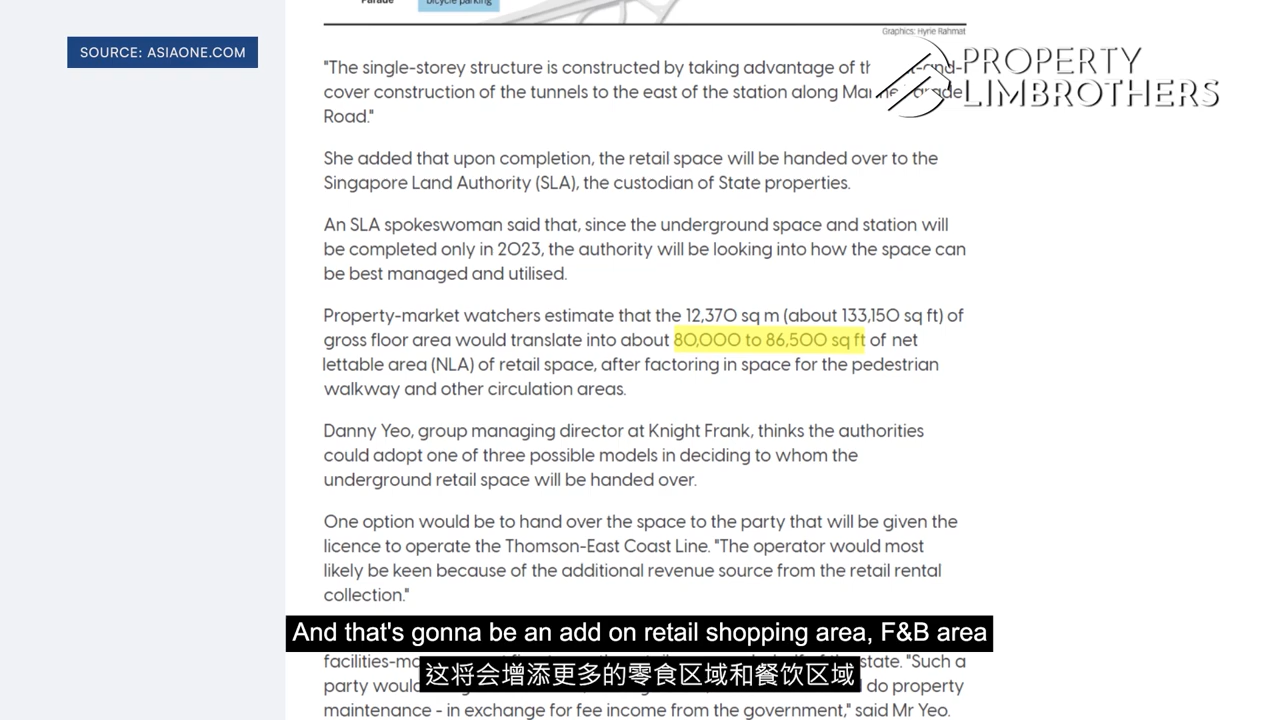 Parade
bicycle parking
Graphics: Hyrie Rahmat
SOURCE: ASIAONE.COM
PROPERTY
LIMBROTHERS
"The single-storey structure is constructed by taking advantage of
cover construction of the tunnels to the east of the station along
Road."
She added that upon completion, the retail space will be handed over to the
Singapore Land Authority (SLA), the custodian of State properties.
An SLA spokeswoman said that, since the underground space and station will
be completed only in 2023, the authority will be looking into how the space can
be best managed and utilised.
Property-market watchers estimate that the 12,370 sq m (about 133,150 sq ft) of
gross floor area would translate into about 80,000 to 86,500 sq ft of net
lettable area (NLA) of retail space, after factoring in space for the pedestrian
walkway and other circulation areas.
Danny Yeo, group managing director at Knight Frank, thinks the authorities
could adopt one of three possible models in deciding to whom the
underground retail space will be handed over.
One option would be to hand over the space to the party that will be given the
licence to operate the Thomson-East Coast Line. "The operator would most
likely be keen because of the additional revenue source from the retail rental
collection."
And that's gonna be an add on retail shopping area, F&B area
state. "Such a
这将会增添更多的零食区域和餐饮区域
party would
do property
maintenance - in exchange for fee income from the government," said Mr Yeo.